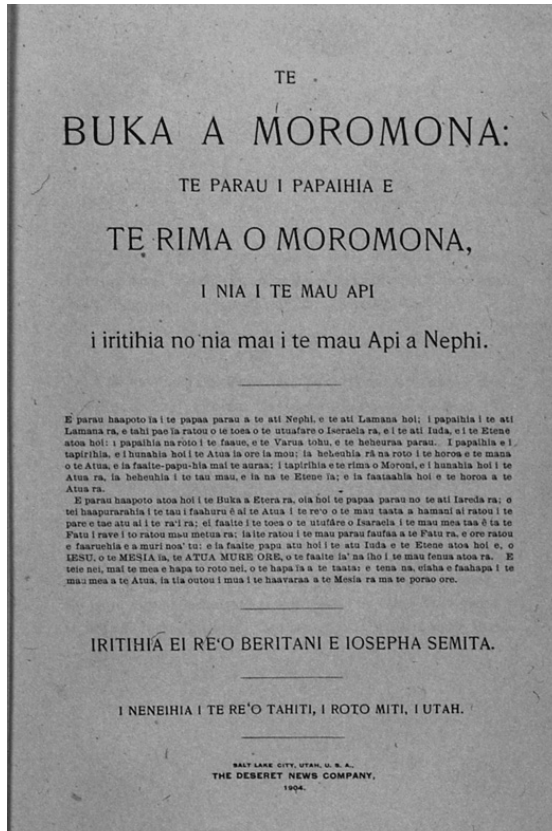 TE
BUKA A MOROMONA:
TE PARAU I PAPAIHIA E
TE RIMA O MOROMONA,
I NIA I TE MAU API
i iritihia no nia mai i te mau Api a Nephi.
E parau haapoto ïa i te papaa parau a te ati Nephi, e te ati Lamana hoi; i papaihia i te ati
Lamana ra, e tahi pae ïa ratou o te toea o te utuafare o Iseraela ra, e i te ati Iuda, e i te Etene
atoa hoi: i papaihia na roto i te faaue, e te Varua tohu, e te heheuraa parau. I papaihia e i
tapirihia, e i hunahia hoi i te Atua ia ore ia mou; ia heheuhia râ na roto i te horoa e te mana
o te Atua, e ia faaite-papu-hia mai te auraa; i tapirihia e te rima o Moroni, e i hunahia hoi i te
Atua ra, ia heheuhia i te tau mau, e ia na te Etene ïa; e ia faataahia hoi e te horoa a te
Atua ra.
E parau haapoto atoa hoi i te Buka a Etera ra, oia hoi te papaa parau no te ati Iareda ra; o
tei haapurarahia i te tau i faahuru ê ai te Atua i te re'o o te mau taata a hamani ai ratou i te
pare e tae atu ai i te ra'i ra; ei faaite i te toea o te utufäre o Isaraela i te mau mea taa ê ta te
Fatu i rave i to ratou mau metua ra; ia ite ratou i te mau parau faufaa a te Fatu ra, e ore ratou
e faaruehia e a muri noa' tu: e ia faaite papu atu hoi i te atu Iuda e te Etene atoa hoi e, o
IESU, o te MESIA ïa, te ATUA MURE ORE, o te faaite ia' na iho i te mau fenua atoa ra. E
teie nei, mai te mea e hapa to roto nei, o te hapa ïa a te taata: e tena na, eiaha e faahapa i te
mau mea a te Atua, ia tia outou i mua i te haavaraa a te Mesia ra ma te porao ore.
IRITIHIA EI RE'O BERITANI E IOSEPHA SEMITA.
I NENEIHIA I TE RE'O TAHITI, I ROTO MITI, I UTAH.
SALT LAKE CITY, UTAH, U. S. A.,
THE DESERET NEWS COMPANY,
1904.